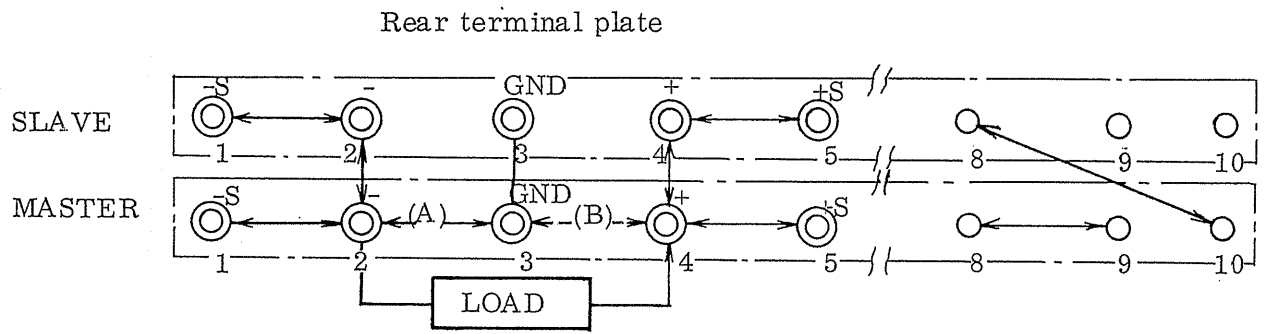 Rear terminal plate
-S - GND + +S
SLAVE
1 2 3 4 5 8 9 10
-S - GND + +S
MASTER (A) (B)
1 2 3 4 5 8 9 10
LOAD